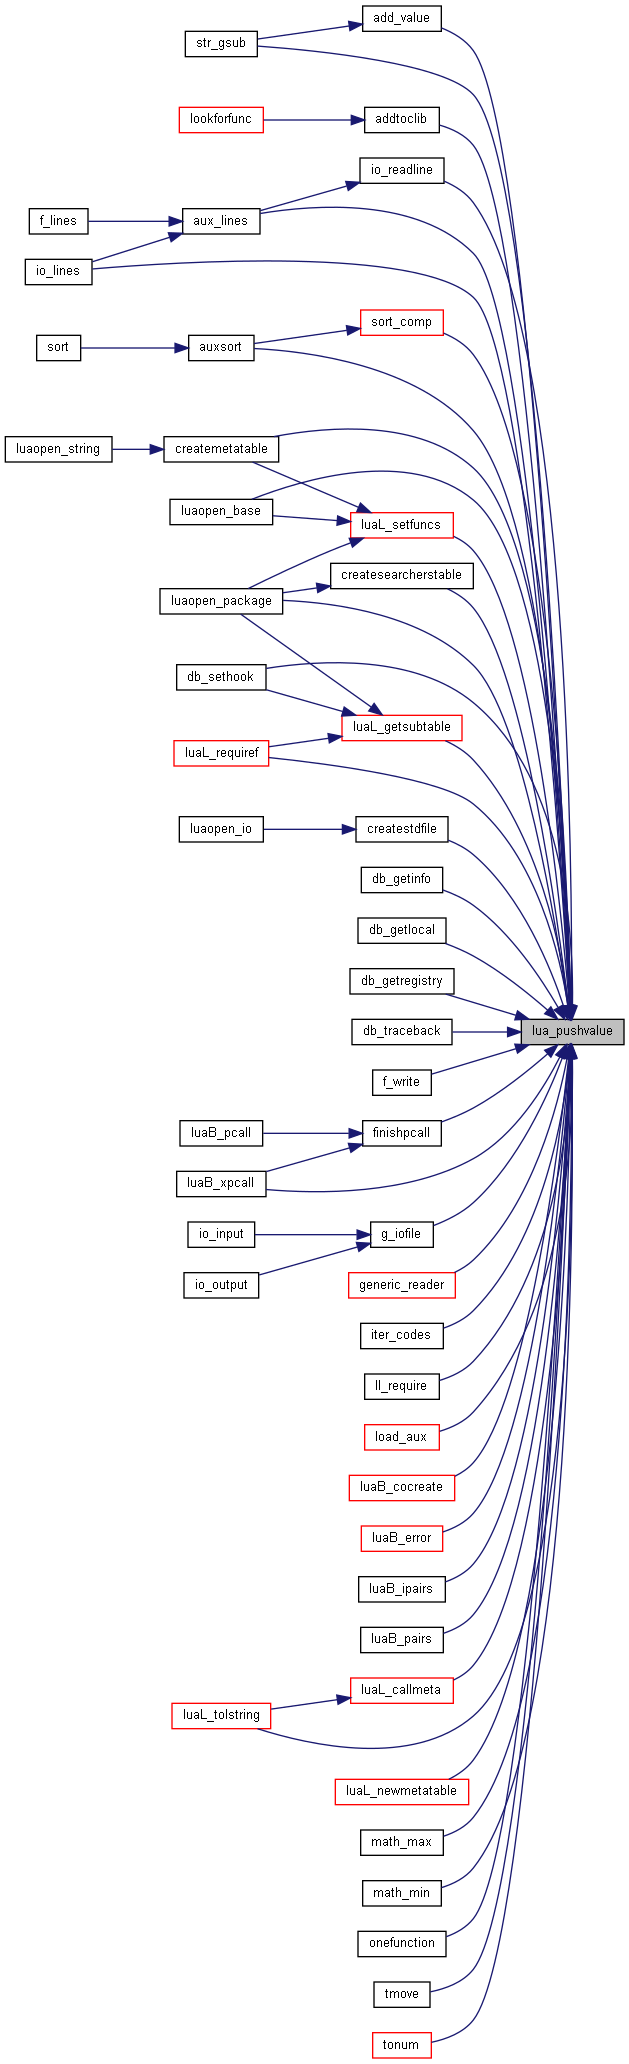 add_value
str_gsub
lookforfunc
addtoclib
io_readline
f_lines
aux_lines
io_lines
sort_comp
sort
auxsort
luaopen_string
createmetatable
luaopen_base
luaL_setfuncs
createsearcherstable
luaopen_package
db_sethook
luaL_getsubtable
luaL_requiref
luaopen_io
createstdfile
db_getinfo
db_getlocal
db_getregistry
lua_pushvalue
db_traceback
f_write
luaB_pcall
finishpcall
luaB_xpcall
io_input
g_iofile
io_output
generic_reader
iter_codes
ll_require
load_aux
luaB_cocreate
luaB_error
luaB_ipairs
luaB_pairs
luaL_callmeta
luaL_tolstring
luaL_newmetatable
math_max
math_min
onefunction
tmove
tonum